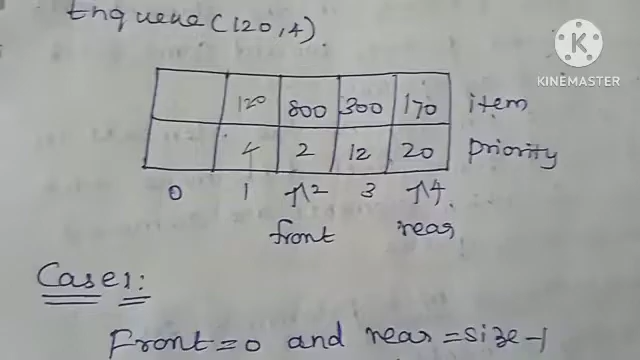 Enqueue(120,4).
K
KINEMASTER
120 800 300 170 item
4 2 12 20 priority
0 1 ↑2 3 ↑4.
front rear
Case1:
Front=0 and rear=size-1